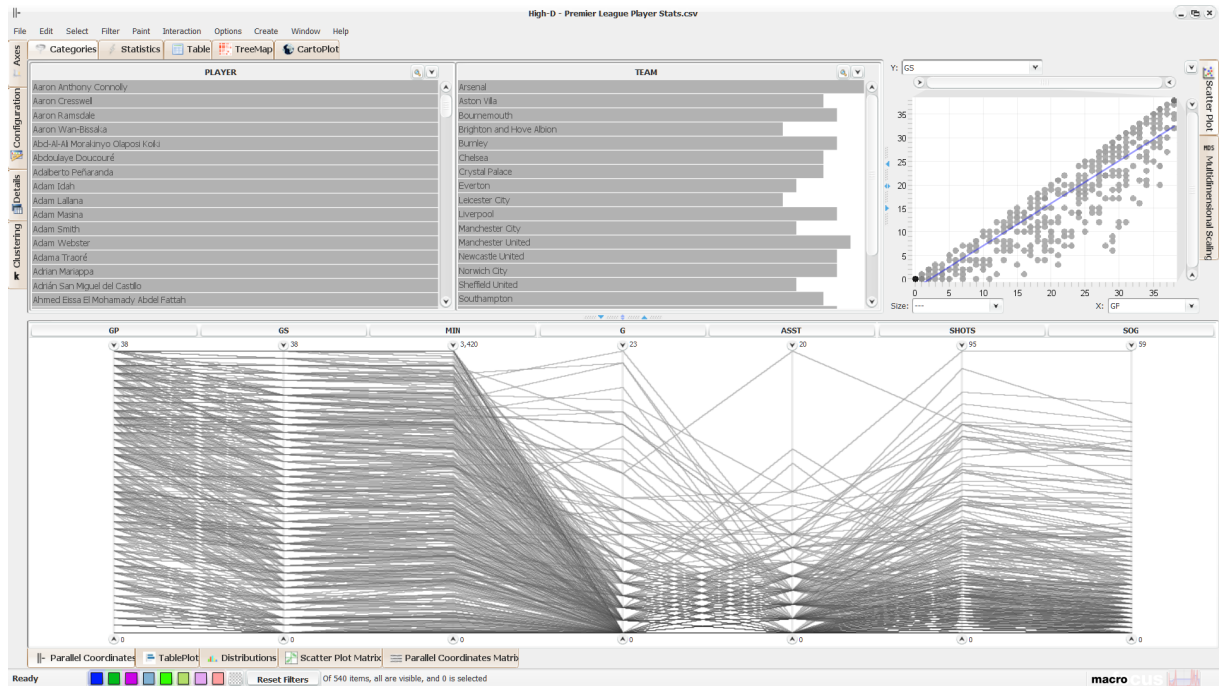 High-D - Premier League Player Stats.csv
File Edit Select Filter Paint Interaction Options Create Window Help
Axes
Configuration
Details
Clustering
Categories Statistics Table TreeMap CartoPlot
PLAYER
Aaron Anthony Connolly
Aaron Cresswell
Aaron Ramsdale
Aaron Wan-Bissaka
Abd-Al-Ali Morakinyo Olaposi Koiki
Abdoulaye Doucouré
Adalberto Peñaranda
Adam Idah
Adam Lallana
Adam Masina
Adam Smith
Adam Webster
Adama Traoré
Adrian Mariappa
Adrián San Miguel del Castillo
Ahmed Eissa El Mohamady Abdel Fattah
TEAM
Arsenal
Aston Villa
Bournemouth
Brighton and Hove Albion
Burnley
Chelsea
Crystal Palace
Everton
Leicester City
Liverpool
Manchester City
Manchester United
Newcastle United
Norwich City
Sheffield United
Southampton
Y: GS
35
30
25
20
15
10
5
0
0 5 10 15 20 25 30 35
Size: --- X: GP
Scatter Plot
MDS Multidimensional Scaling
GP GS MIN G ASST SHOTS SOG
38 38 3,420 23 20 95 59
0 0 0 0 0 0 0
Parallel Coordinates TablePlot Distributions Scatter Plot Matrix Parallel Coordinates Matrix
Ready Reset Filters Of 540 items, all are visible, and 0 is selected
macrocus